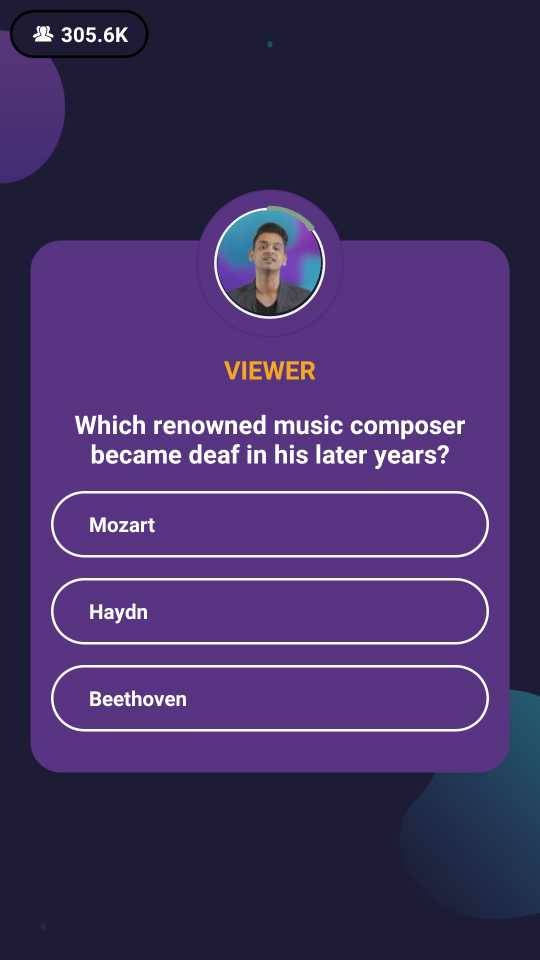 305.6K
VIEWER
Which renowned music composer
became deaf in his later years?
Mozart
Haydn
Beethoven